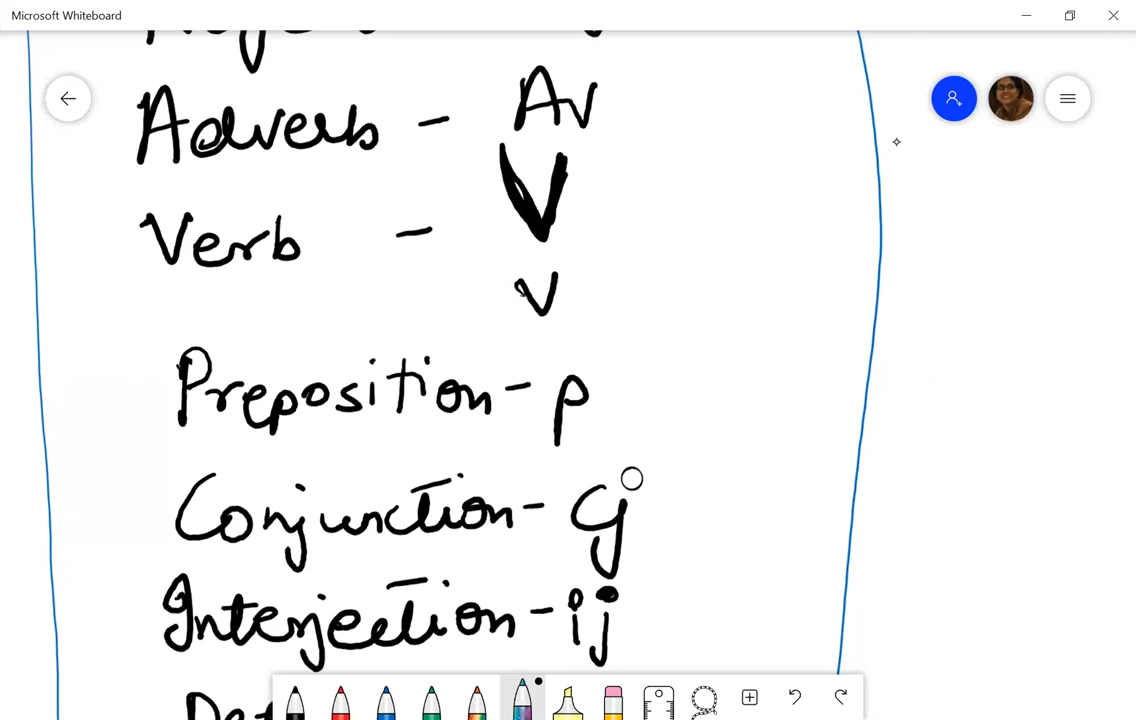 Microsoft Whiteboard
Adverb - Av
V
Verb -
v
Preposition - p
Conjunction - cj
Interjection - ij